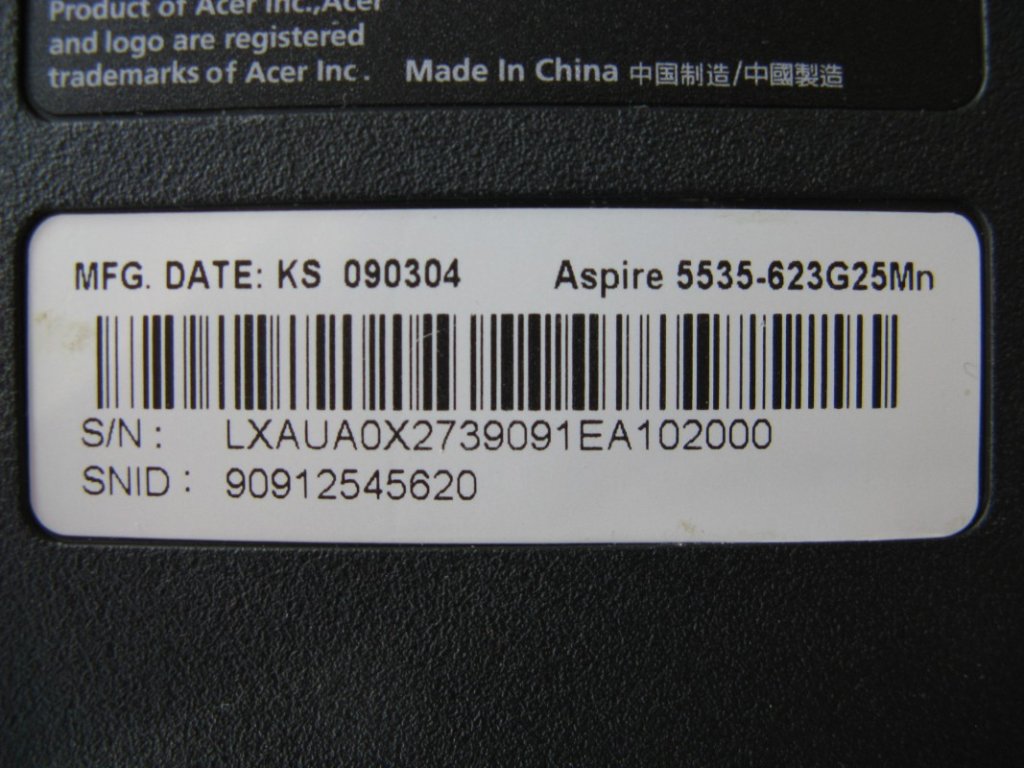 Product of Acer Inc.,Acer
and logo are registered
trademarks of Acer Inc. Made In China 中国制造/中國製造
MFG. DATE: KS 090304 Aspire 5535-623G25Mn
S/N: LXAUA0X2739091EA102000
SNID: 90912545620